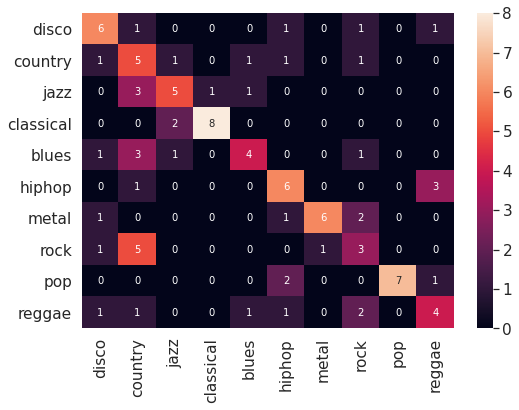 disco 6 1 0 0 0 1 0 1 0 1
country 1 5 1 0 1 1 0 1 0 0
jazz 0 3 5 1 1 0 0 0 0 0
classical 0 0 2 8 0 0 0 0 0 0
blues 1 3 1 0 4 0 0 1 0 0
hiphop 0 1 0 0 0 6 0 0 0 3
metal 1 0 0 0 0 1 6 2 0 0
rock 1 5 0 0 0 0 1 3 0 0
pop 0 0 0 0 0 2 0 0 7 1
reggae 1 1 0 0 1 1 0 2 0 4
disco country jazz classical blues hiphop metal rock pop reggae
8
7
6
5
4
3
2
1
0